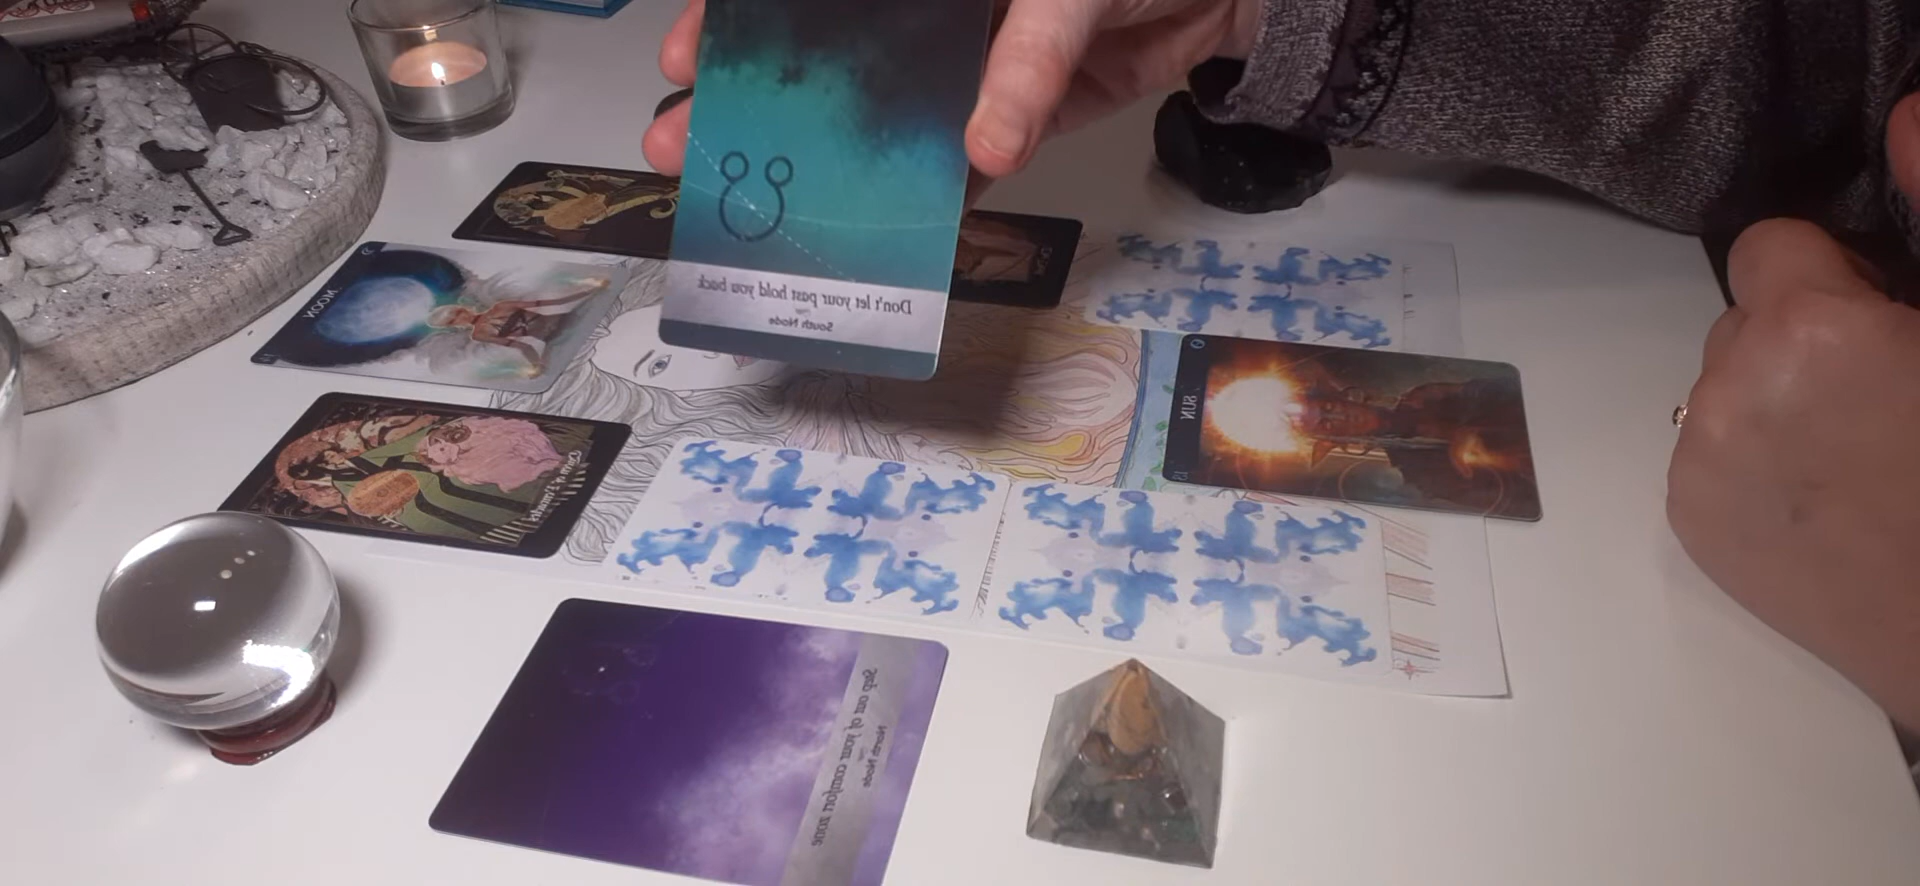 Don't let your past hold you back
South Node
MOON
SUN
Step out of your comfort zone
North Node